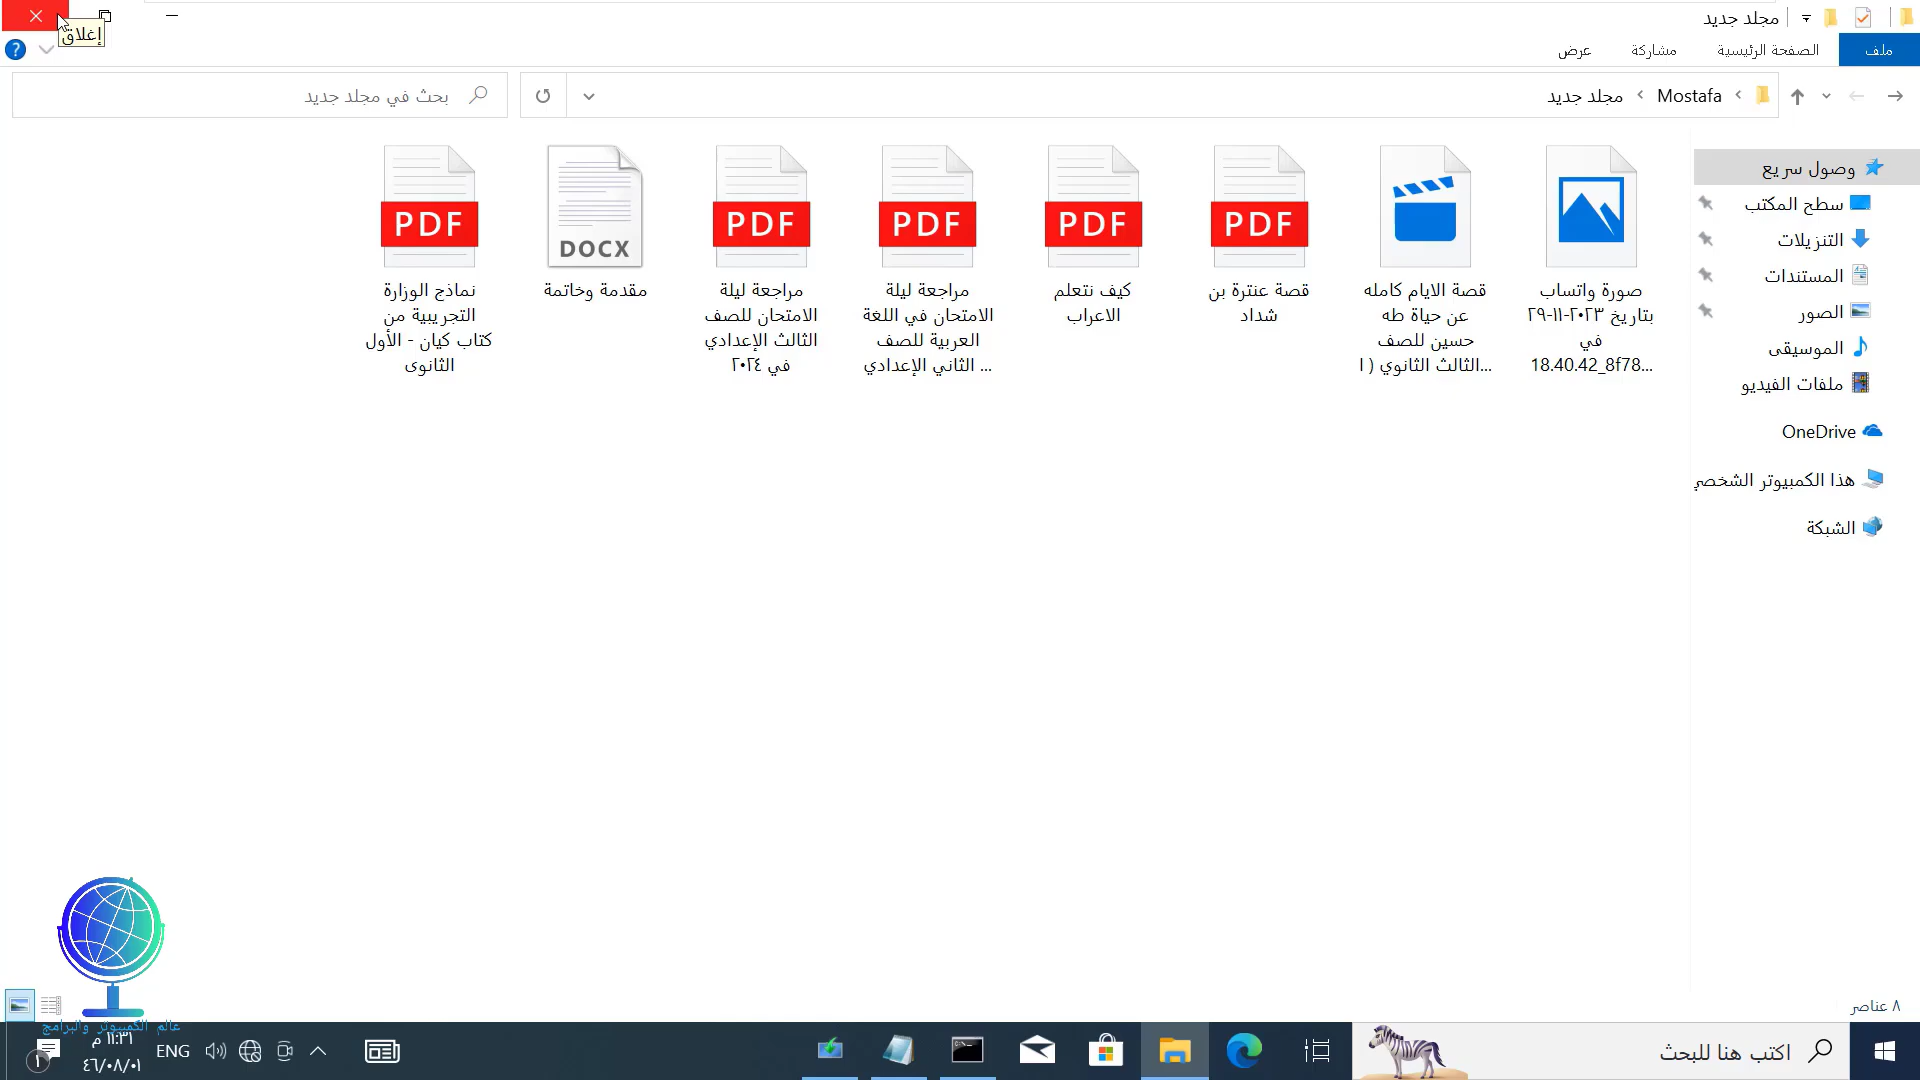 مجلد جديد
إغلاق
ملف
الصفحة الرئيسية
مشاركة
عرض
Mostafa
مجلد جديد
بحث في مجلد جديد
وصول سريع
سطح المكتب
التنزيلات
المستندات
الصور
الموسيقى
ملفات الفيديو
OneDrive
هذا الكمبيوتر الشخصي
الشبكة
صورة واتساب
بتاريخ ٢٠٢٣-١١-٢٩
في
18.40.42_8f78...
قصة الايام كامله
عن حياة طه
حسين للصف
الثالث الثانوي ( ا...
PDF
قصة عنترة بن
شداد
PDF
كيف نتعلم
الاعراب
PDF
مراجعة ليلة
الامتحان في اللغة
العربية للصف
الثاني الإعدادي ...
PDF
مراجعة ليلة
الامتحان للصف
الثالث الإعدادي
في ٢٠٢٤
DOCX
مقدمة وخاتمة
PDF
نماذج الوزارة
التجريبية من
كتاب كيان - الأول
الثانوى
٨ عناصر
عالم الكمبيوتر والبرامج
اكتب هنا للبحث
ENG
١١:٣١ م
٤٦/٠٨/٠١
١